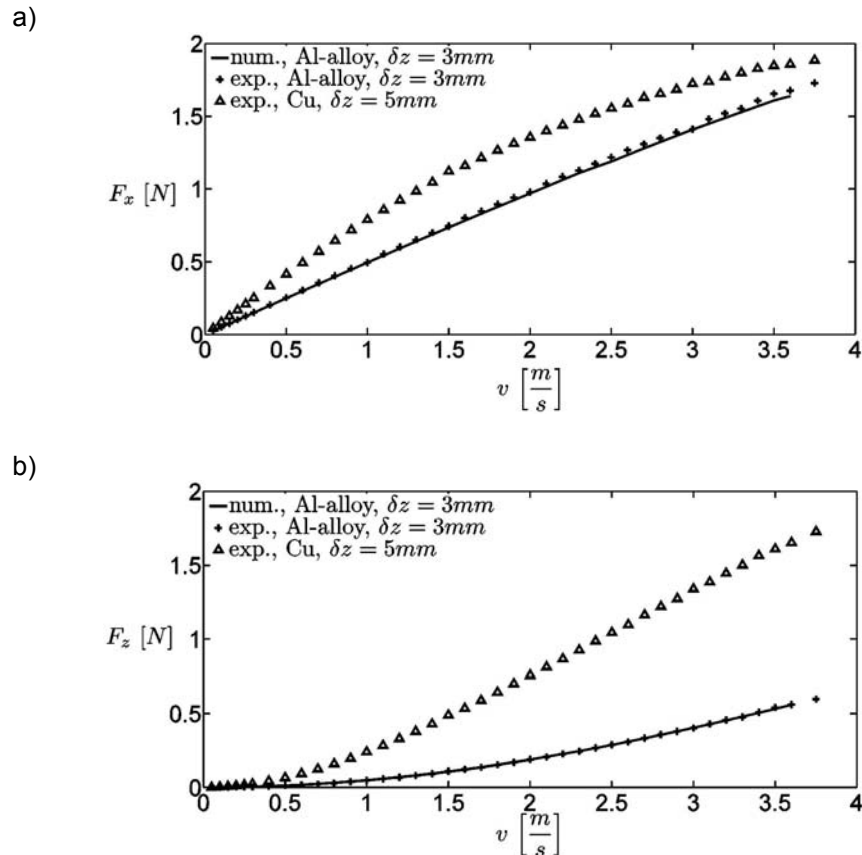 a)
2
num., Al-alloy, δz = 3mm
exp., Al-alloy, δz = 3mm
exp., Cu, δz = 5mm
1.5
F_x [N]
1
0.5
0
0 0.5 1 1.5 2 2.5 3 3.5 4
v [m/s]
b)
2
num., Al-alloy, δz = 3mm
exp., Al-alloy, δz = 3mm
exp., Cu, δz = 5mm
1.5
F_z [N]
1
0.5
0
0 0.5 1 1.5 2 2.5 3 3.5 4
v [m/s]